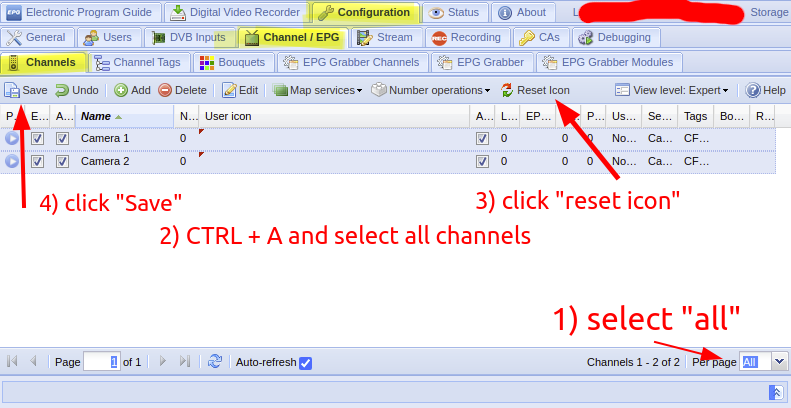 EPG Electronic Program Guide Digital Video Recorder Configuration Status About L Storage
General Users DVB Inputs Channel / EPG Stream REC Recording CAs Debugging
Channels Channel Tags Bouquets EPG Grabber Channels EPG Grabber EPG Grabber Modules
Save Undo Add Delete Edit Map services Number operations Reset Icon View level: Expert Help
P... E... A... Name N... User icon A... L... EP... P... Us... Se... Tags Bo... R...
Camera 1 0 0 0 0 No... Ca... CF...
Camera 2 0 0 0 0 No... Ca... CF...
4) click "Save"
3) click "reset icon"
2) CTRL + A and select all channels
1) select "all"
Page 1 of 1 Auto-refresh Channels 1 - 2 of 2 Per page All